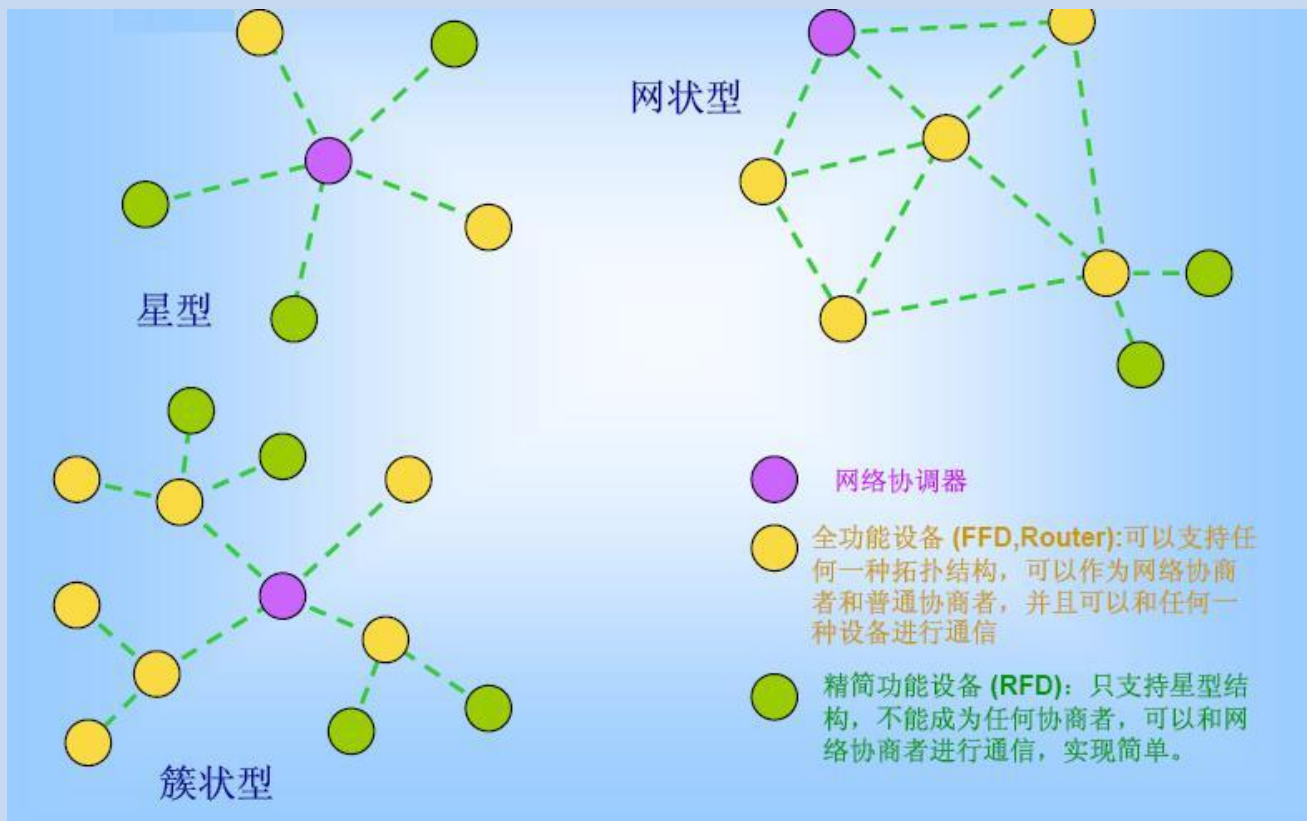 网状型
星型
网络协调器
全功能设备 (FFD,Router):可以支持任
何一种拓扑结构，可以作为网络协商
者和普通协商者，并且可以和任何一
种设备进行通信
精简功能设备 (RFD)：只支持星型结
构，不能成为任何协商者，可以和网
络协商者进行通信，实现简单。
簇状型